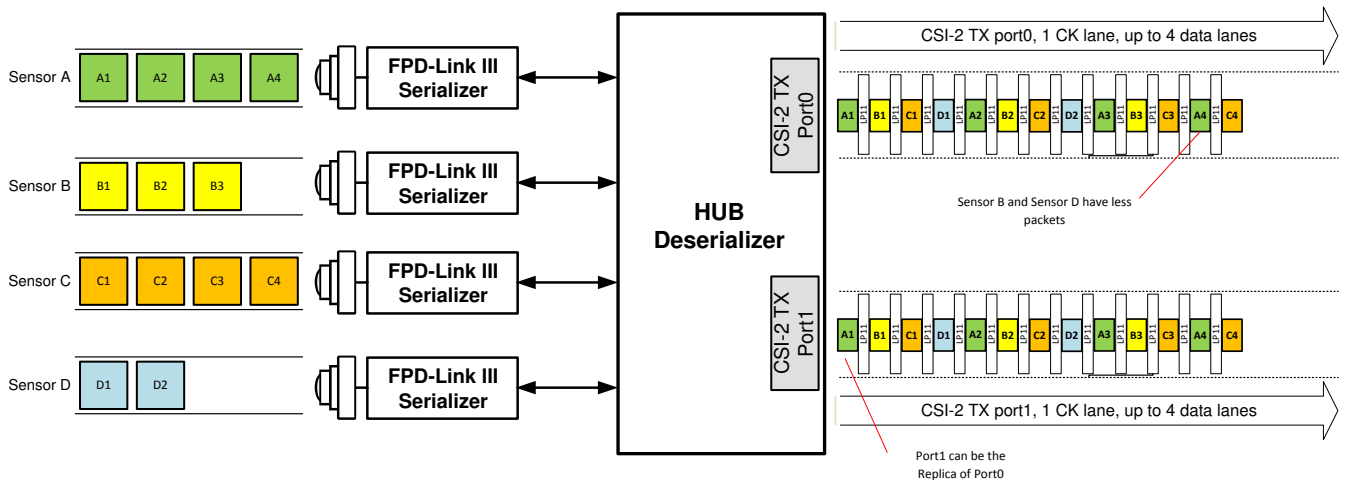 CSI-2 TX port0, 1 CK lane, up to 4 data lanes
Sensor A
A1 A2 A3 A4
FPD-Link III
Serializer
CSI-2 TX
Port0
A1 LP11 B1 LP11 C1 LP11 D1 LP11 A2 LP11 B2 LP11 C2 LP11 D2 LP11 A3 LP11 B3 LP11 C3 LP11 A4 LP11 C4
Sensor B
B1 B2 B3
FPD-Link III
Serializer
Sensor B and Sensor D have less
packets
HUB
Deserializer
Sensor C
C1 C2 C3 C4
FPD-Link III
Serializer
CSI-2 TX
Port1
A1 LP11 B1 LP11 C1 LP11 D1 LP11 A2 LP11 B2 LP11 C2 LP11 D2 LP11 A3 LP11 B3 LP11 C3 LP11 A4 LP11 C4
Sensor D
D1 D2
FPD-Link III
Serializer
CSI-2 TX port1, 1 CK lane, up to 4 data lanes
Port1 can be the
Replica of Port0